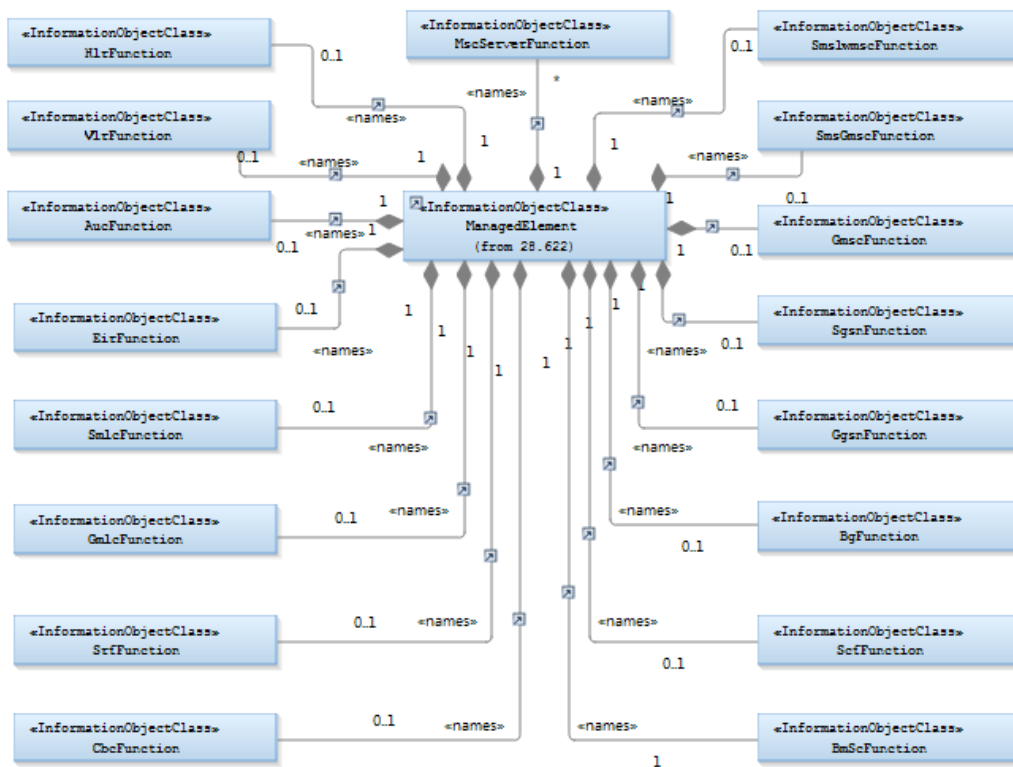 «InformationObjectClass»
HlrFunction
0..1
«names»
1
«InformationObjectClass»
MscServerFunction
*
«names»
1
«InformationObjectClass»
SmsIwmscFunction
0..1
«names»
1
«InformationObjectClass»
VlrFunction
0..1
«names»
1
«InformationObjectClass»
SmsGmscFunction
0..1
«names»
1
«InformationObjectClass»
AucFunction
0..1
«names»
1
«InformationObjectClass»
ManagedElement
(from 28.622)
«InformationObjectClass»
GmscFunction
0..1
1
«InformationObjectClass»
EirFunction
0..1
«names»
1
«InformationObjectClass»
SgsnFunction
0..1
«names»
1
«InformationObjectClass»
SmlcFunction
0..1
«names»
1
«InformationObjectClass»
GgsnFunction
0..1
«names»
1
«InformationObjectClass»
GmlcFunction
0..1
«names»
1
«InformationObjectClass»
BgFunction
0..1
«names»
1
«InformationObjectClass»
SrfFunction
0..1
«names»
1
«InformationObjectClass»
ScfFunction
0..1
«names»
1
«InformationObjectClass»
CbcFunction
0..1
«names»
1
«InformationObjectClass»
BmScFunction
1
«names»
1